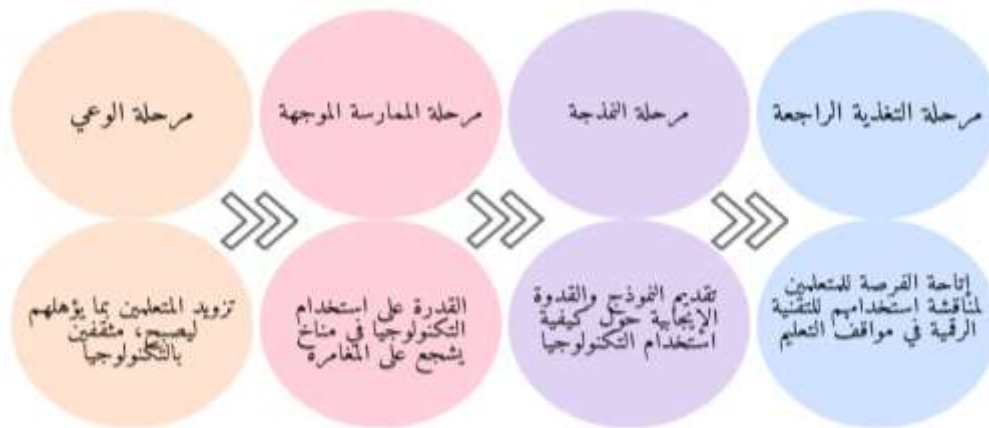 مرحلة الوعي
تزويد المتعلمين بما يؤهلهم
ليصبح، مثقفين
بالتكنولوجيا
مرحلة الممارسة الموجهة
القدرة على استخدام
التكنولوجيا في مناخ
يشجع على المغامرة
مرحلة النمذجة
تقديم النموذج والقدوة
الإيجابية حول كيفية
استخدام التكنولوجيا
مرحلة التغذية الراجعة
إتاحة الفرصة للمتعلمين
لمناقشة استخدامهم للتقنية
الرقمية في مواقف التعليم